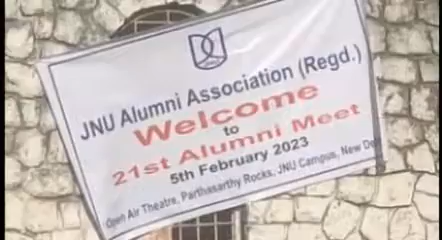 JNU Alumni Association (Regd.)
Welcome
to
21st Alumni Meet
5th February 2023
Open Air Theatre, Parthasarthy Rocks, JNU Campus, New Del